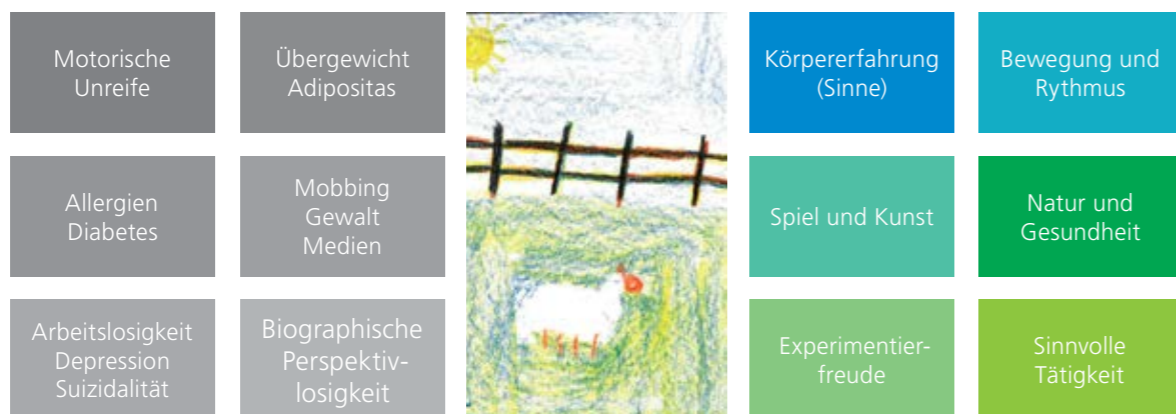 Motorische
Unreife
Übergewicht
Adipositas
Körpererfahrung
(Sinne)
Bewegung und
Rythmus
Allergien
Diabetes
Mobbing
Gewalt
Medien
Spiel und Kunst
Natur und
Gesundheit
Arbeitslosigkeit
Depression
Suizidalität
Biographische
Perspektiv-
losigkeit
Experimentier-
freude
Sinnvolle
Tätigkeit